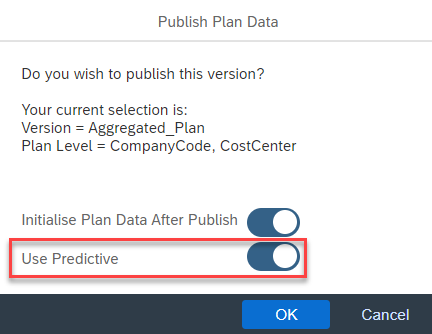 Publish Plan Data
Do you wish to publish this version?
Your current selection is:
Version = Aggregated_Plan
Plan Level = CompanyCode, CostCenter
Initialise Plan Data After Publish
Use Predictive
OK Cancel